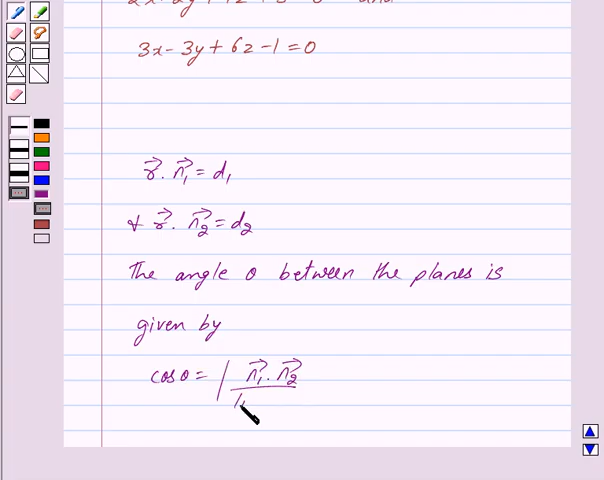 3x - 3y + 6z - 1 = 0
r⃗ . n⃗₁ = d₁
& r⃗ . n⃗₂ = d₂
The angle θ between the planes is
given by
cosθ = | n⃗₁ . n⃗₂